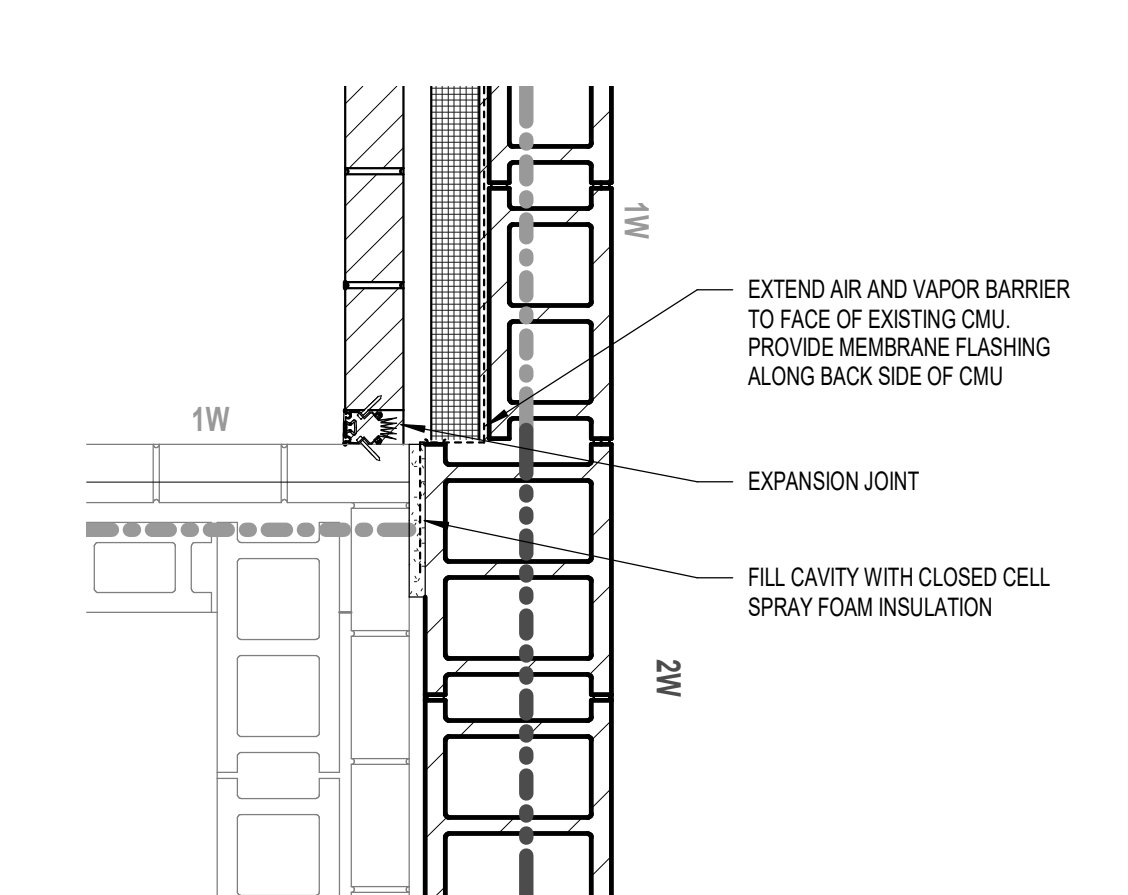 1W
EXTEND AIR AND VAPOR BARRIER
TO FACE OF EXISTING CMU.
PROVIDE MEMBRANE FLASHING
ALONG BACK SIDE OF CMU
1W
EXPANSION JOINT
FILL CAVITY WITH CLOSED CELL
SPRAY FOAM INSULATION
2W